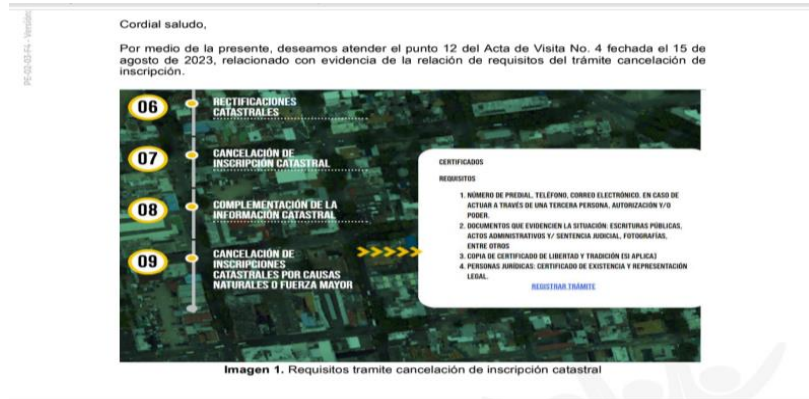 PE-02-03-F4 - Versión
Cordial saludo,
Por medio de la presente, deseamos atender el punto 12 del Acta de Visita No. 4 fechada el 15 de
agosto de 2023, relacionado con evidencia de la relación de requisitos del trámite cancelación de
inscripción.
06
RECTIFICACIONES
CATASTRALES
07
CANCELACIÓN DE
INSCRIPCIÓN CATASTRAL
08
COMPLEMENTACIÓN DE LA
INFORMACIÓN CATASTRAL
09
CANCELACIÓN DE
INSCRIPCIONES
CATASTRALES POR CAUSAS
NATURALES O FUERZA MAYOR
CERTIFICADOS
REQUISITOS
1. NÚMERO DE PREDIAL, TELÉFONO, CORREO ELECTRÓNICO. EN CASO DE
ACTUAR A TRAVÉS DE UNA TERCERA PERSONA, AUTORIZACIÓN Y/O
PODER.
2. DOCUMENTOS QUE EVIDENCIEN LA SITUACIÓN: ESCRITURAS PÚBLICAS,
ACTOS ADMINISTRATIVOS Y/ SENTENCIA JUDICIAL, FOTOGRAFÍAS,
ENTRE OTROS
3. COPIA DE CERTIFICADO DE LIBERTAD Y TRADICIÓN (SI APLICA)
4. PERSONAS JURÍDICAS: CERTIFICADO DE EXISTENCIA Y REPRESENTACIÓN
LEGAL.
REGISTRAR TRÁMITE
Imagen 1. Requisitos tramite cancelación de inscripción catastral